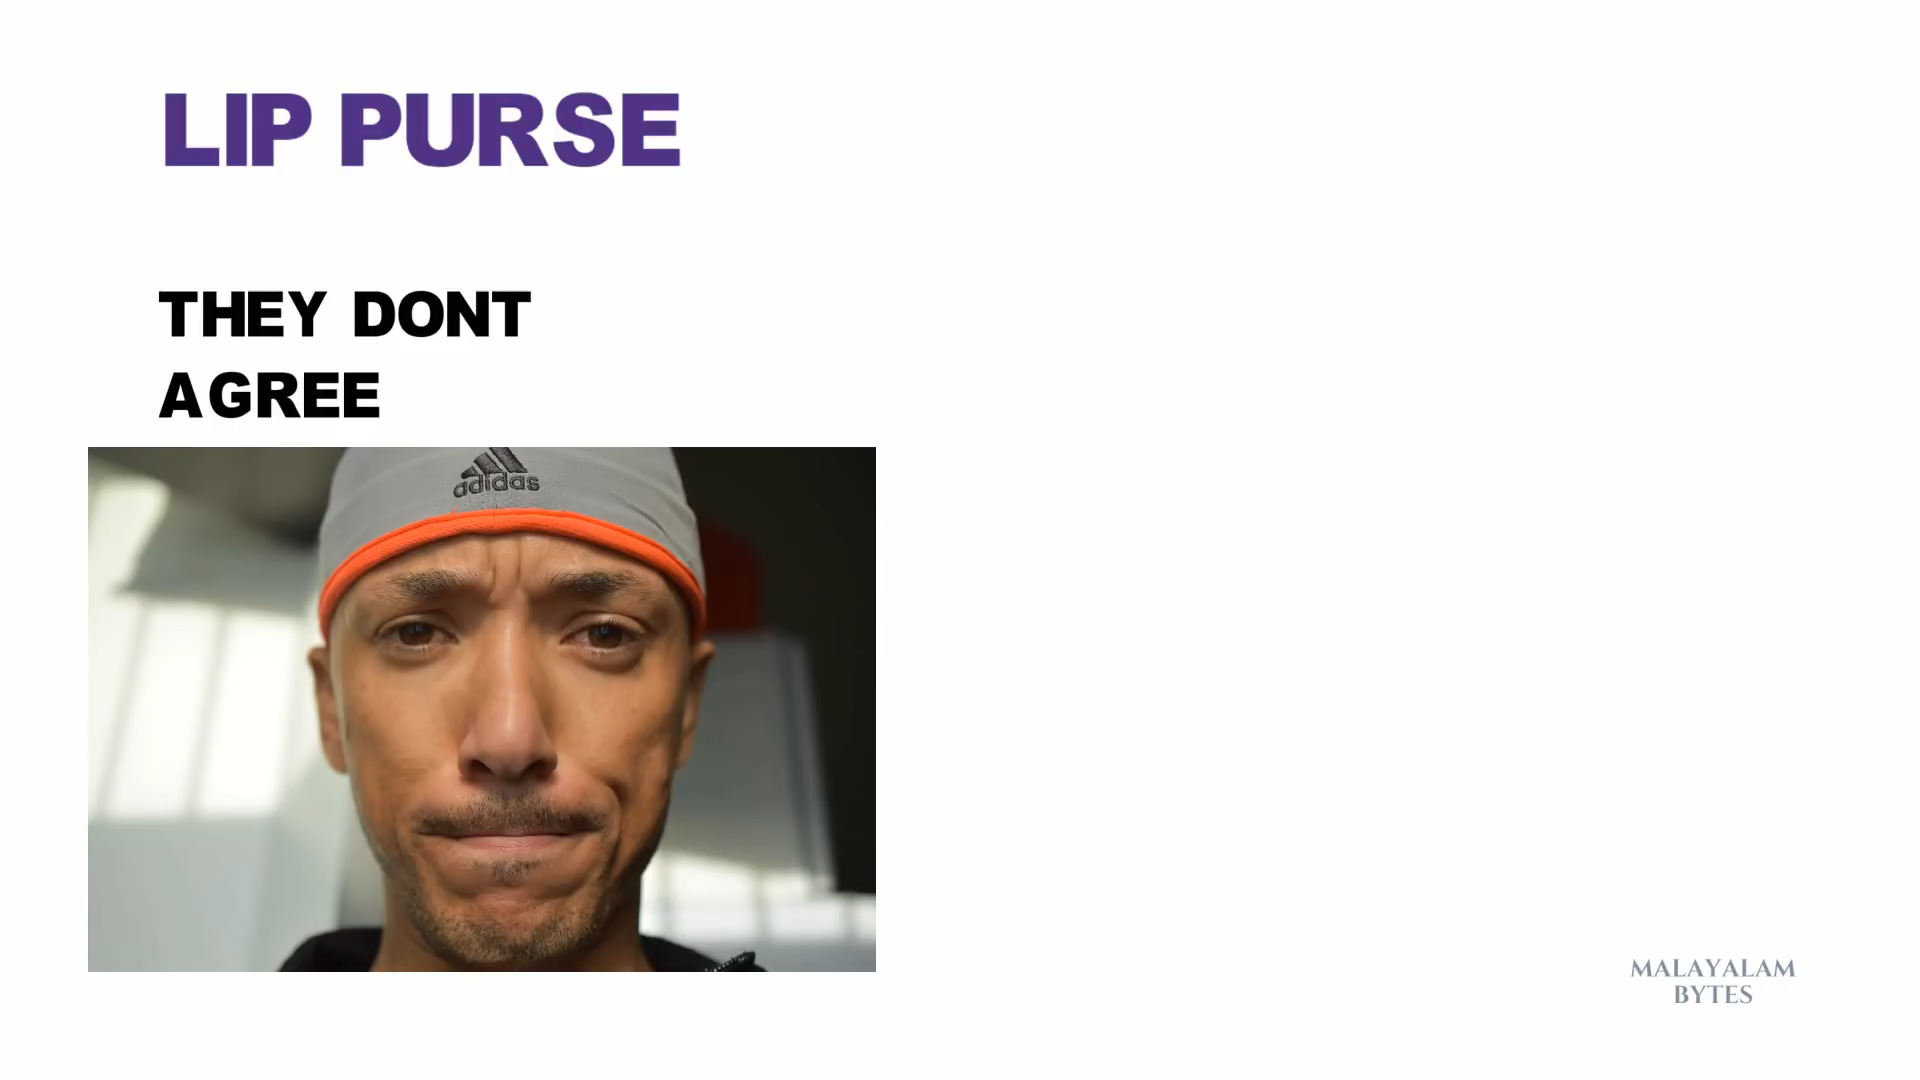 LIP PURSE
THEY DONT
AGREE
adidas
MALAYALAM
BYTES